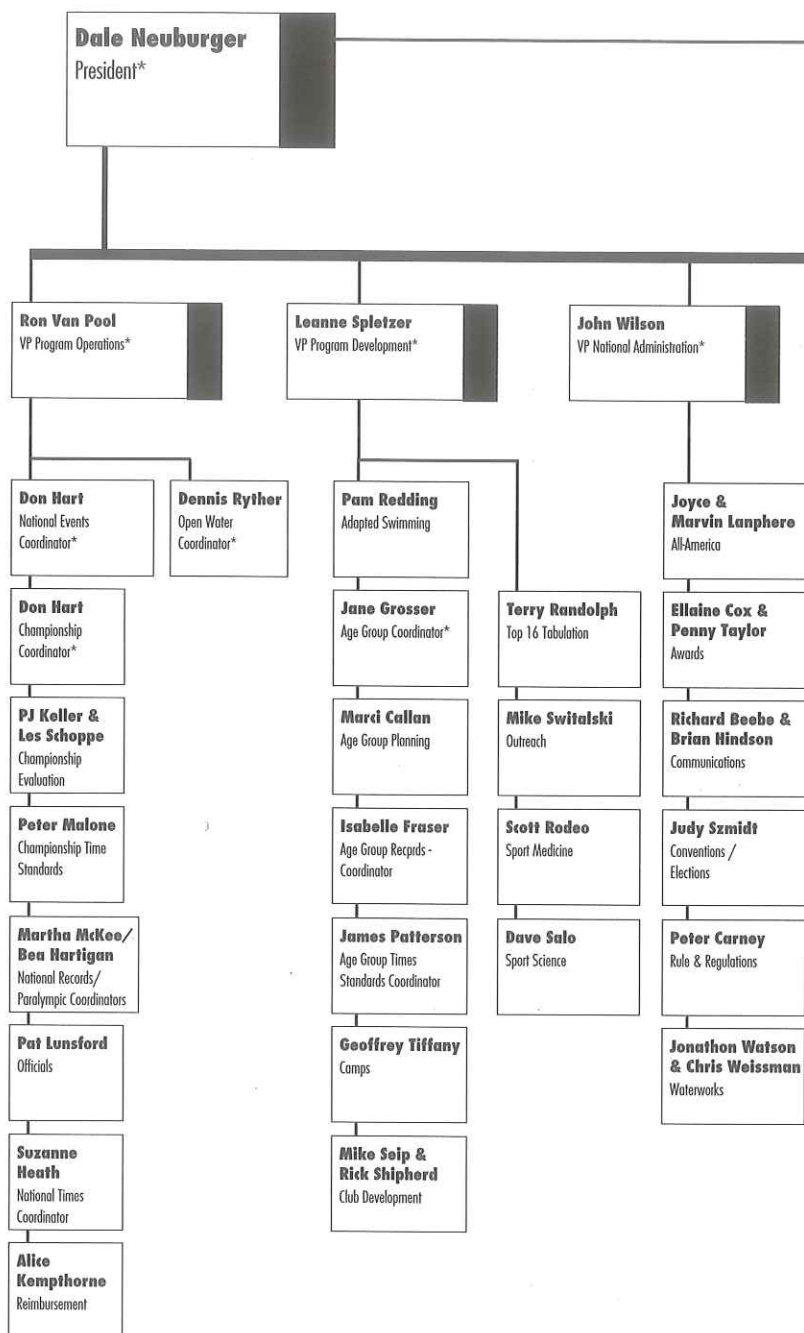 Dale Neuburger
President*
Ron Van Pool
VP Program Operations*
Leanne Spletzer
VP Program Development*
John Wilson
VP National Administration*
Don Hart
National Events
Coordinator*
Dennis Ryther
Open Water
Coordinator*
Don Hart
Championship
Coordinator*
PJ Keller &
Les Schoppe
Championship
Evaluation
Peter Malone
Championship Time
Standards
Martha McKee/
Bea Hartigan
National Records/
Paralympic Coordinators
Pat Lunsford
Officials
Suzanne
Heath
National Times
Coordinator
Alice
Kempthorne
Reimbursement
Pam Redding
Adapted Swimming
Jane Grosser
Age Group Coordinator*
Marci Callan
Age Group Planning
Isabelle Fraser
Age Group Recprds -
Coordinator
James Patterson
Age Group Times
Standards Coordinator
Geoffrey Tiffany
Camps
Mike Seip &
Rick Shipherd
Club Development
Terry Randolph
Top 16 Tabulation
Mike Switalski
Outreach
Scott Rodeo
Sport Medicine
Dave Salo
Sport Science
Joyce &
Marvin Lanphere
All-America
Ellaine Cox &
Penny Taylor
Awards
Richard Beebe &
Brian Hindson
Communications
Judy Szmidt
Conventions /
Elections
Peter Carney
Rule & Regulations
Jonathon Watson
& Chris Weissman
Waterworks